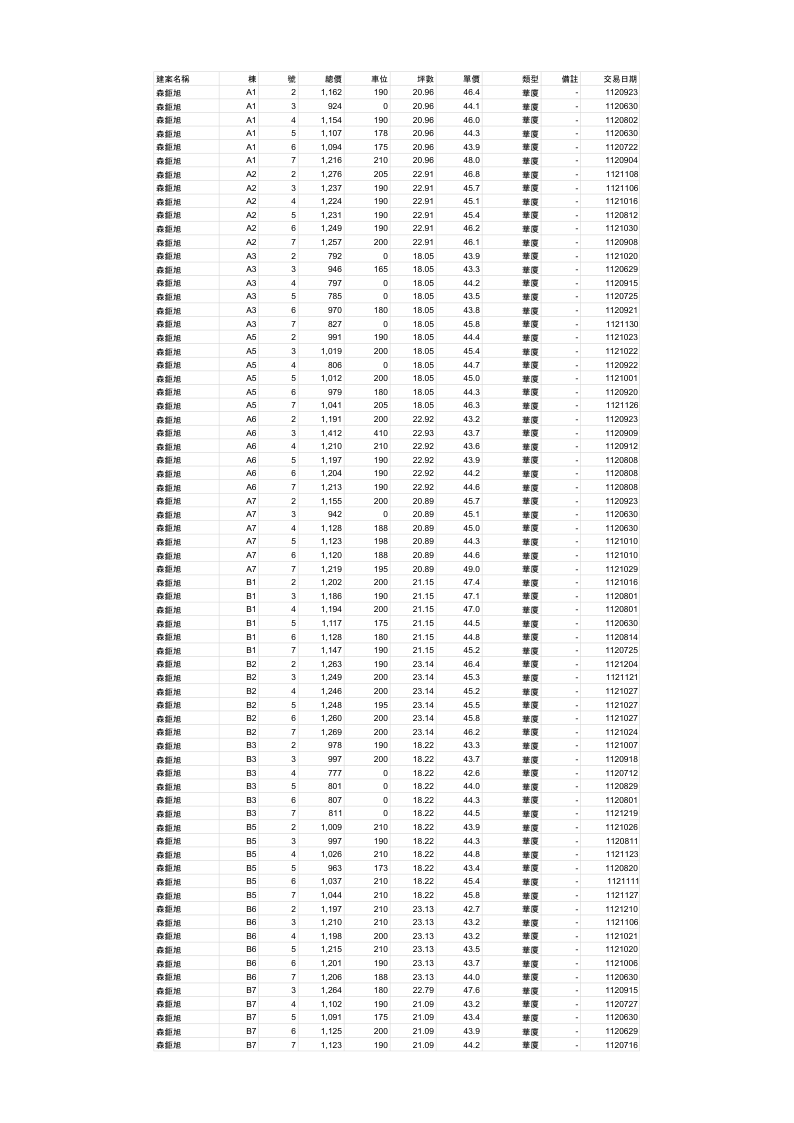 建案名稱 棟 號 總價 車位 坪數 單價 類型 備註 交易日期
森鉅旭 A1 2 1,162 190 20.96 46.4 華廈 - 1120923
森鉅旭 A1 3 924 0 20.96 44.1 華廈 - 1120630
森鉅旭 A1 4 1,154 190 20.96 46.0 華廈 - 1120802
森鉅旭 A1 5 1,107 178 20.96 44.3 華廈 - 1120630
森鉅旭 A1 6 1,094 175 20.96 43.9 華廈 - 1120722
森鉅旭 A1 7 1,216 210 20.96 48.0 華廈 - 1120904
森鉅旭 A2 2 1,276 205 22.91 46.8 華廈 - 1121108
森鉅旭 A2 3 1,237 190 22.91 45.7 華廈 - 1121106
森鉅旭 A2 4 1,224 190 22.91 45.1 華廈 - 1121016
森鉅旭 A2 5 1,231 190 22.91 45.4 華廈 - 1120812
森鉅旭 A2 6 1,249 190 22.91 46.2 華廈 - 1121030
森鉅旭 A2 7 1,257 200 22.91 46.1 華廈 - 1120908
森鉅旭 A3 2 792 0 18.05 43.9 華廈 - 1121020
森鉅旭 A3 3 946 165 18.05 43.3 華廈 - 1120629
森鉅旭 A3 4 797 0 18.05 44.2 華廈 - 1120915
森鉅旭 A3 5 785 0 18.05 43.5 華廈 - 1120725
森鉅旭 A3 6 970 180 18.05 43.8 華廈 - 1120921
森鉅旭 A3 7 827 0 18.05 45.8 華廈 - 1121130
森鉅旭 A5 2 991 190 18.05 44.4 華廈 - 1121023
森鉅旭 A5 3 1,019 200 18.05 45.4 華廈 - 1121022
森鉅旭 A5 4 806 0 18.05 44.7 華廈 - 1120922
森鉅旭 A5 5 1,012 200 18.05 45.0 華廈 - 1121001
森鉅旭 A5 6 979 180 18.05 44.3 華廈 - 1120920
森鉅旭 A5 7 1,041 205 18.05 46.3 華廈 - 1121126
森鉅旭 A6 2 1,191 200 22.92 43.2 華廈 - 1120923
森鉅旭 A6 3 1,412 410 22.93 43.7 華廈 - 1120909
森鉅旭 A6 4 1,210 210 22.92 43.6 華廈 - 1120912
森鉅旭 A6 5 1,197 190 22.92 43.9 華廈 - 1120808
森鉅旭 A6 6 1,204 190 22.92 44.2 華廈 - 1120808
森鉅旭 A6 7 1,213 190 22.92 44.6 華廈 - 1120808
森鉅旭 A7 2 1,155 200 20.89 45.7 華廈 - 1120923
森鉅旭 A7 3 942 0 20.89 45.1 華廈 - 1120630
森鉅旭 A7 4 1,128 188 20.89 45.0 華廈 - 1120630
森鉅旭 A7 5 1,123 198 20.89 44.3 華廈 - 1121010
森鉅旭 A7 6 1,120 188 20.89 44.6 華廈 - 1121010
森鉅旭 A7 7 1,219 195 20.89 49.0 華廈 - 1121029
森鉅旭 B1 2 1,202 200 21.15 47.4 華廈 - 1121016
森鉅旭 B1 3 1,186 190 21.15 47.1 華廈 - 1120801
森鉅旭 B1 4 1,194 200 21.15 47.0 華廈 - 1120801
森鉅旭 B1 5 1,117 175 21.15 44.5 華廈 - 1120630
森鉅旭 B1 6 1,128 180 21.15 44.8 華廈 - 1120814
森鉅旭 B1 7 1,147 190 21.15 45.2 華廈 - 1120725
森鉅旭 B2 2 1,263 190 23.14 46.4 華廈 - 1121204
森鉅旭 B2 3 1,249 200 23.14 45.3 華廈 - 1121121
森鉅旭 B2 4 1,246 200 23.14 45.2 華廈 - 1121027
森鉅旭 B2 5 1,248 195 23.14 45.5 華廈 - 1121027
森鉅旭 B2 6 1,260 200 23.14 45.8 華廈 - 1121027
森鉅旭 B2 7 1,269 200 23.14 46.2 華廈 - 1121024
森鉅旭 B3 2 978 190 18.22 43.3 華廈 - 1121007
森鉅旭 B3 3 997 200 18.22 43.7 華廈 - 1120918
森鉅旭 B3 4 777 0 18.22 42.6 華廈 - 1120712
森鉅旭 B3 5 801 0 18.22 44.0 華廈 - 1120829
森鉅旭 B3 6 807 0 18.22 44.3 華廈 - 1120801
森鉅旭 B3 7 811 0 18.22 44.5 華廈 - 1121219
森鉅旭 B5 2 1,009 210 18.22 43.9 華廈 - 1121026
森鉅旭 B5 3 997 190 18.22 44.3 華廈 - 1120811
森鉅旭 B5 4 1,026 210 18.22 44.8 華廈 - 1121123
森鉅旭 B5 5 963 173 18.22 43.4 華廈 - 1120820
森鉅旭 B5 6 1,037 210 18.22 45.4 華廈 - 1121111
森鉅旭 B5 7 1,044 210 18.22 45.8 華廈 - 1121127
森鉅旭 B6 2 1,197 210 23.13 42.7 華廈 - 1121210
森鉅旭 B6 3 1,210 210 23.13 43.2 華廈 - 1121106
森鉅旭 B6 4 1,198 200 23.13 43.2 華廈 - 1121021
森鉅旭 B6 5 1,215 210 23.13 43.5 華廈 - 1121020
森鉅旭 B6 6 1,201 190 23.13 43.7 華廈 - 1121006
森鉅旭 B6 7 1,206 188 23.13 44.0 華廈 - 1120630
森鉅旭 B7 3 1,264 180 22.79 47.6 華廈 - 1120915
森鉅旭 B7 4 1,102 190 21.09 43.2 華廈 - 1120727
森鉅旭 B7 5 1,091 175 21.09 43.4 華廈 - 1120630
森鉅旭 B7 6 1,125 200 21.09 43.9 華廈 - 1120629
森鉅旭 B7 7 1,123 190 21.09 44.2 華廈 - 1120716